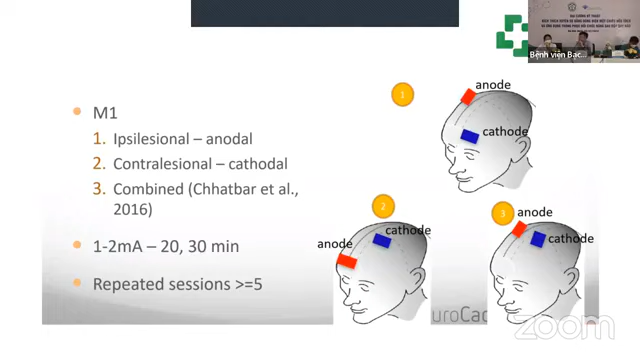 Bệnh viện Bạc...
M1
1. Ipsilesional – anodal
2. Contralesional – cathodal
3. Combined (Chhatbar et al.,
2016)
1-2mA – 20, 30 min
Repeated sessions >=5
1
anode
cathode
2
cathode
anode
3
anode
cathode
uroCa
zoom